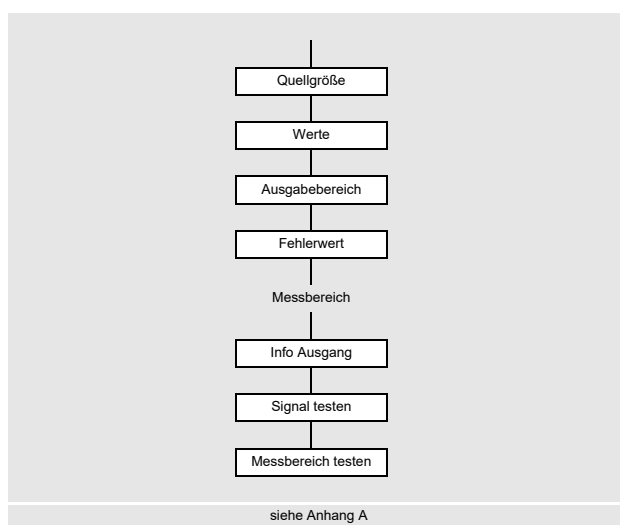 Quellgröße
Werte
Ausgabebereich
Fehlerwert
Messbereich
Info Ausgang
Signal testen
Messbereich testen
siehe Anhang A